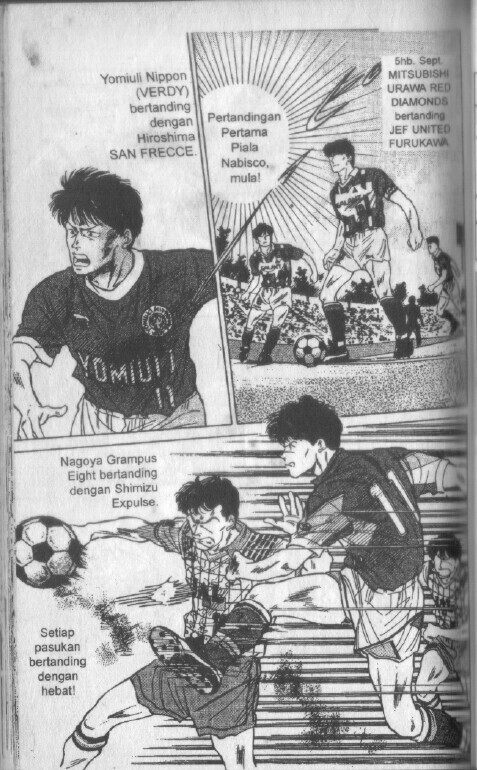 5hb. Sept.
MITSUBISHI
URAWA RED
DIAMONDS
bertanding
JEF UNITED
FURUKAWA
Pertandingan
Pertama
Piala
Nabisco,
mula!
Yomiuli Nippon
(VERDY)
bertanding
dengan
Hiroshima
SAN FRECCE.
YOMIUII
11
Nagoya Grampus
Eight bertanding
dengan Shimizu
Expulse.
Setiap
pasukan
bertanding
dengan
hebat!